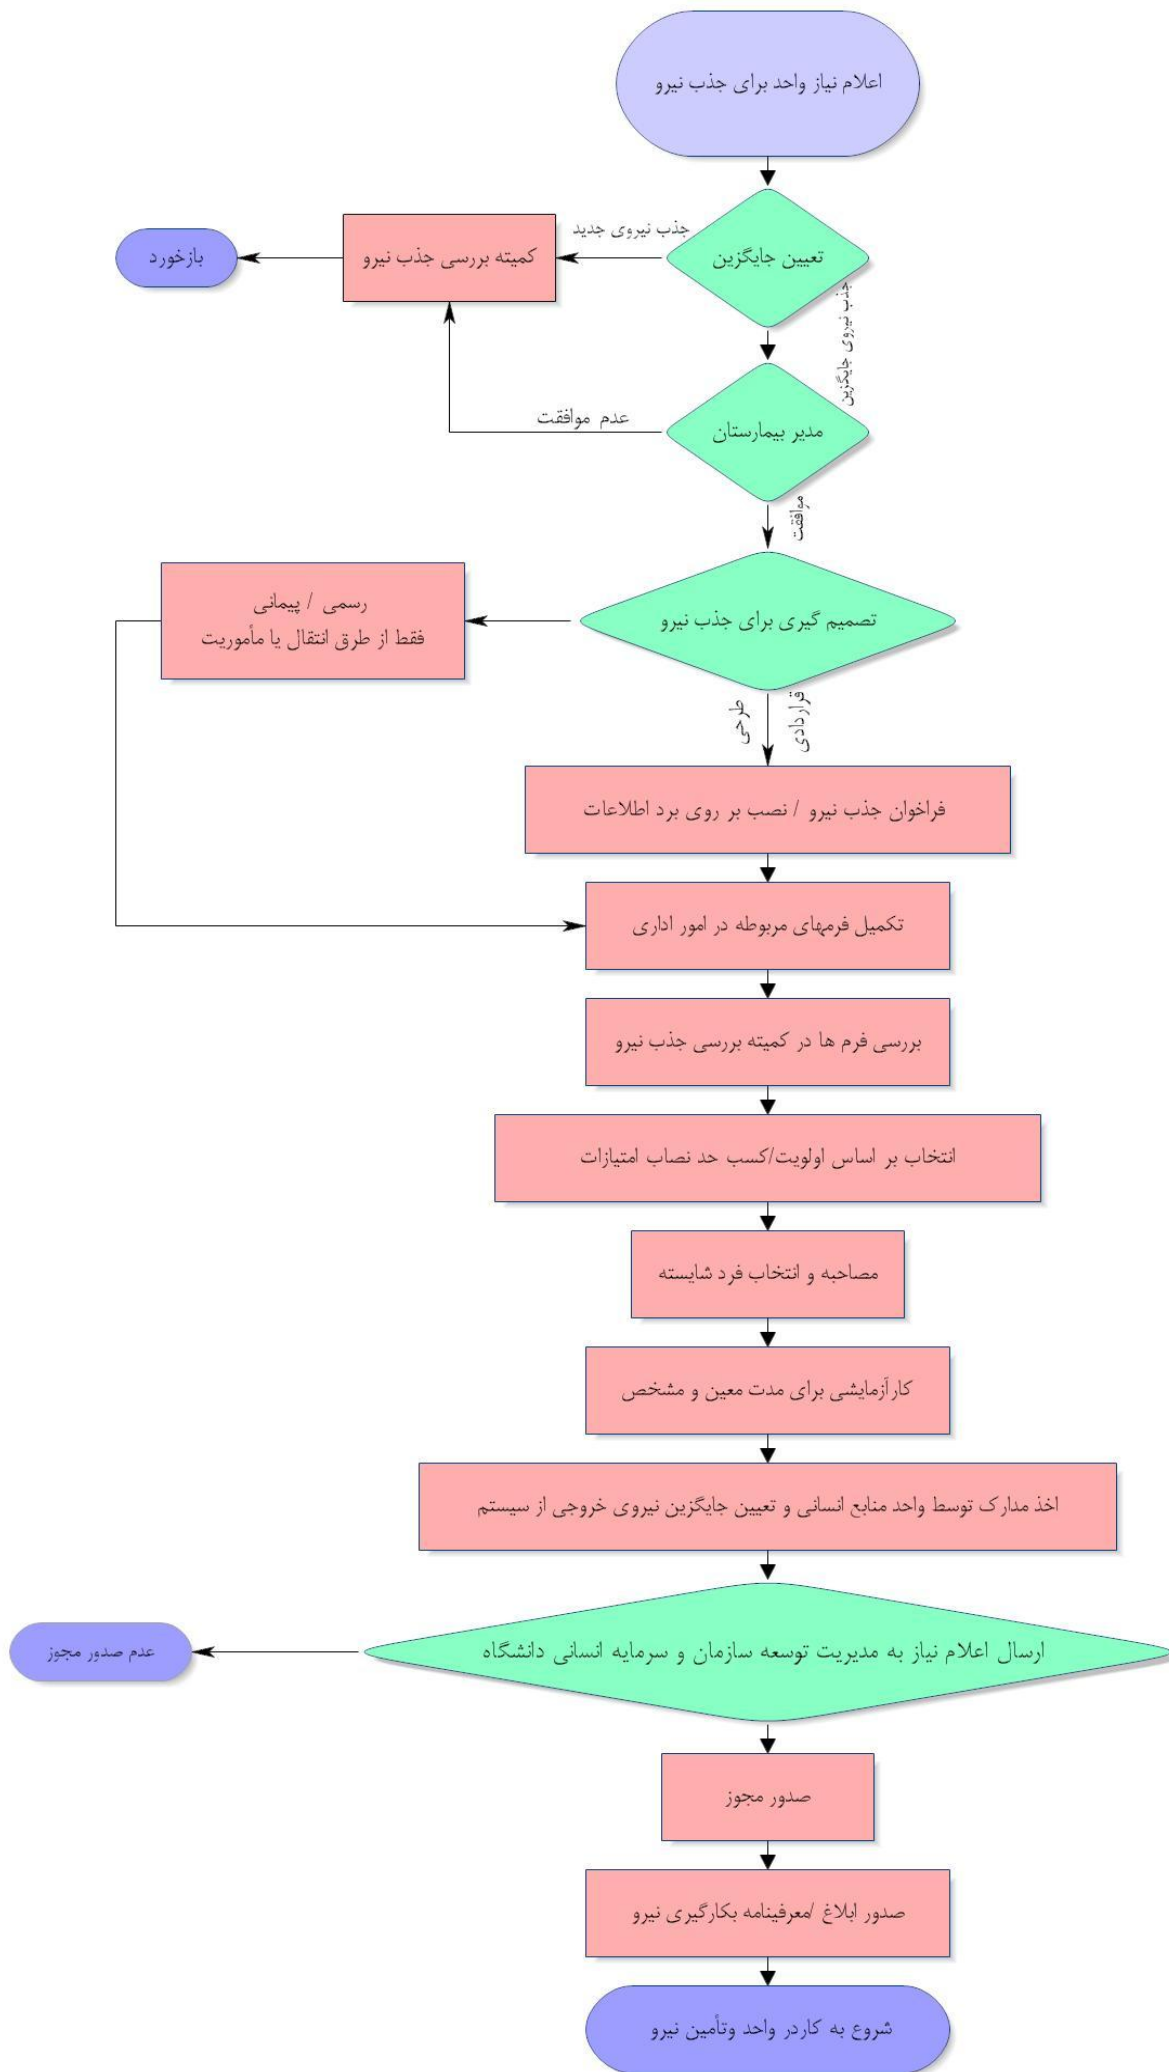 اعلام نیاز واحد برای جذب نیرو
تعیین جایگزین
جذب نیروی جدید
کمیته بررسی جذب نیرو
بازخورد
جذب نیروی جایگزین
مدیر بیمارستان
عدم موافقت
موافقت
تصمیم گیری برای جذب نیرو
رسمی / پیمانی
فقط از طرق انتقال یا مأموریت
قراردادی
طرحی
فراخوان جذب نیرو / نصب بر روی برد اطلاعات
تکمیل فرمهای مربوطه در امور اداری
بررسی فرم ها در کمیته بررسی جذب نیرو
انتخاب بر اساس اولویت/کسب حد نصاب امتیازات
مصاحبه و انتخاب فرد شایسته
کارآزمایشی برای مدت معین و مشخص
اخذ مدارک توسط واحد منابع انسانی و تعیین جایگزین نیروی خروجی از سیستم
ارسال اعلام نیاز به مدیریت توسعه سازمان و سرمایه انسانی دانشگاه
عدم صدور مجوز
صدور مجوز
صدور ابلاغ /معرفینامه بکارگیری نیرو
شروع به کاردر واحد وتأمین نیرو